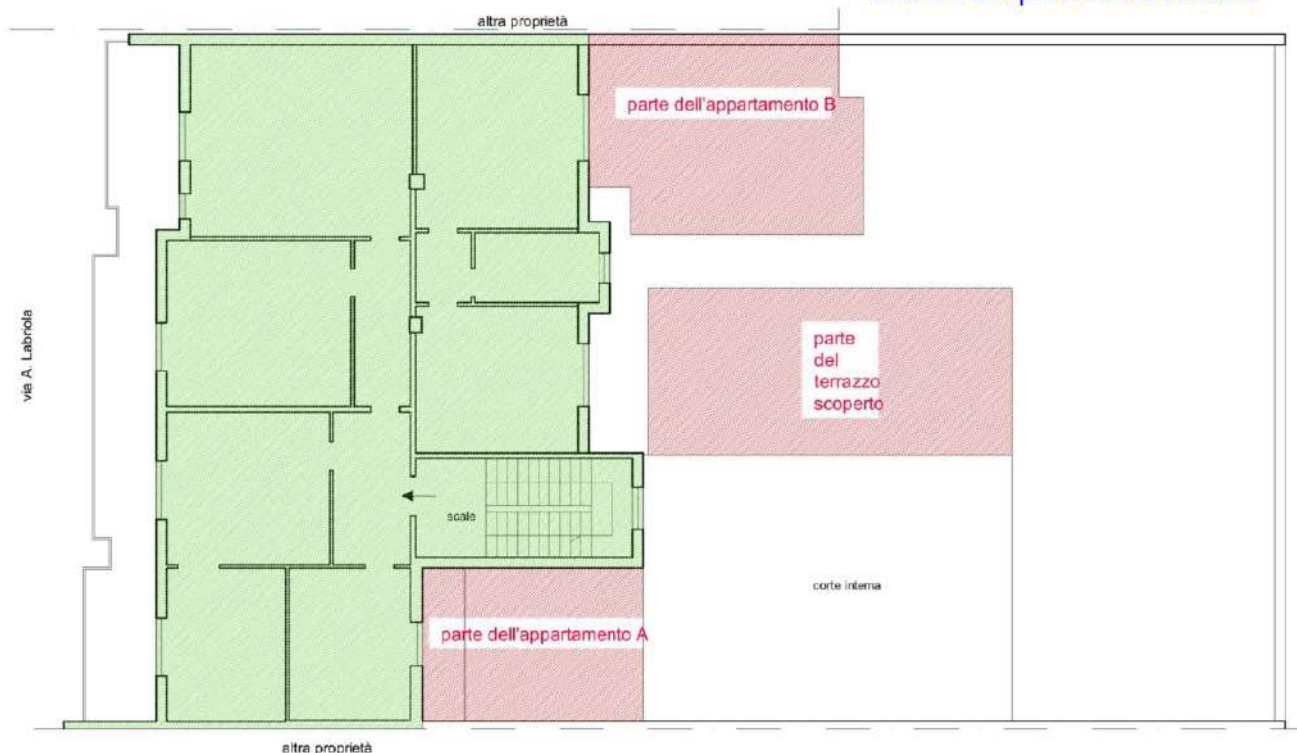 altra proprietà
parte dell'appartamento B
via A. Labriola
parte
del
terrazzo
scoperto
scale
corte interna
parte dell'appartamento A
altra proprietà